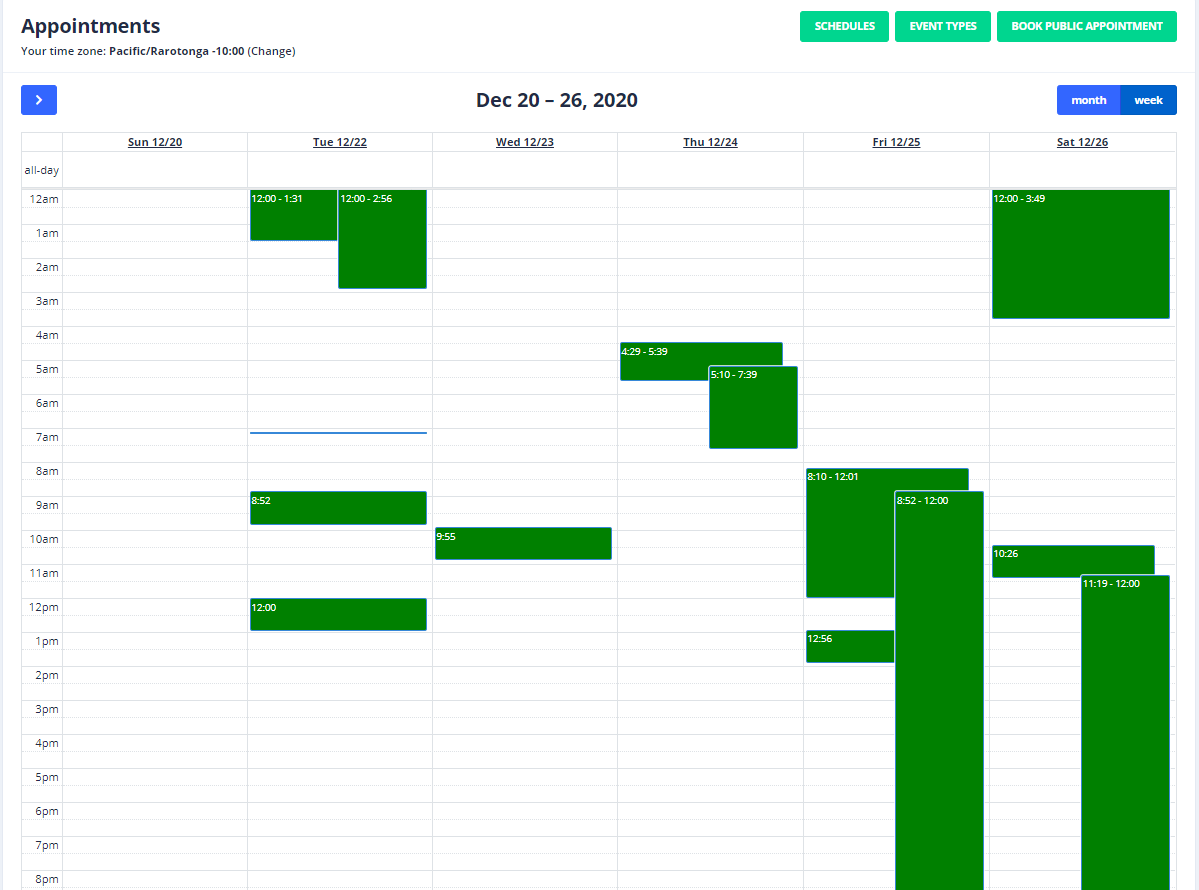 Appointments
SCHEDULES EVENT TYPES BOOK PUBLIC APPOINTMENT
Your time zone: Pacific/Rarotonga -10:00 (Change)
Dec 20 – 26, 2020
month week
Sun 12/20 Tue 12/22 Wed 12/23 Thu 12/24 Fri 12/25 Sat 12/26
all-day
12am 12:00 - 1:31 12:00 - 2:56 12:00 - 3:49
1am
2am
3am
4am
4:29 - 5:39
5am 5:10 - 7:39
6am
7am
8am 8:10 - 12:01
8:52 8:52 - 12:00
9am
10am 9:55
10:26
11am 11:19 - 12:00
12pm 12:00
1pm 12:56
2pm
3pm
4pm
5pm
6pm
7pm
8pm